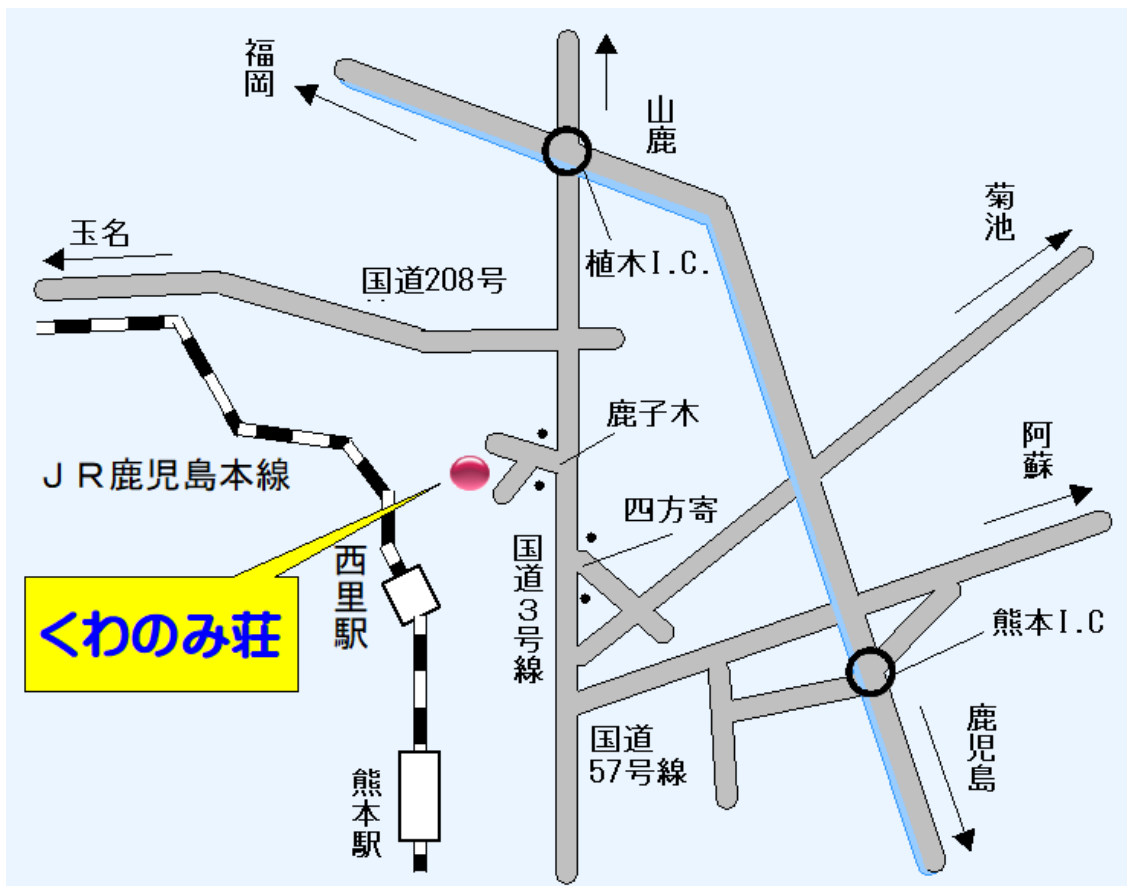 福岡
山鹿
菊池
玉名
国道208号
植木I.C.
鹿子木
阿蘇
ＪＲ鹿児島本線
四方寄
国道３号線
西里駅
くわのみ荘
熊本I.C
国道
57号線
鹿児島
熊本駅